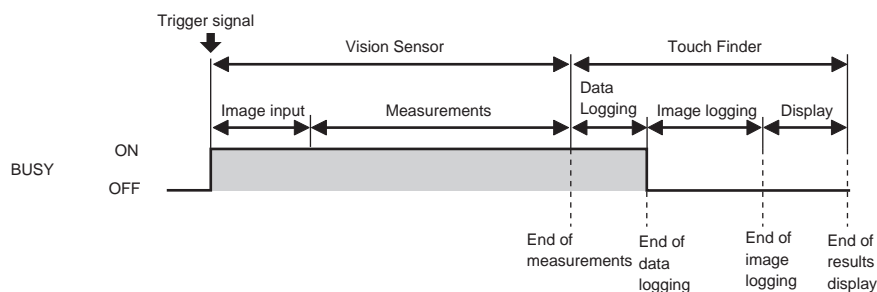 Trigger signal
Vision Sensor
Touch Finder
Data
Logging
Image input
Measurements
Image logging
Display
BUSY
ON
OFF
End of
measurements
End of
data
logging
End of
image
logging
End of
results
display